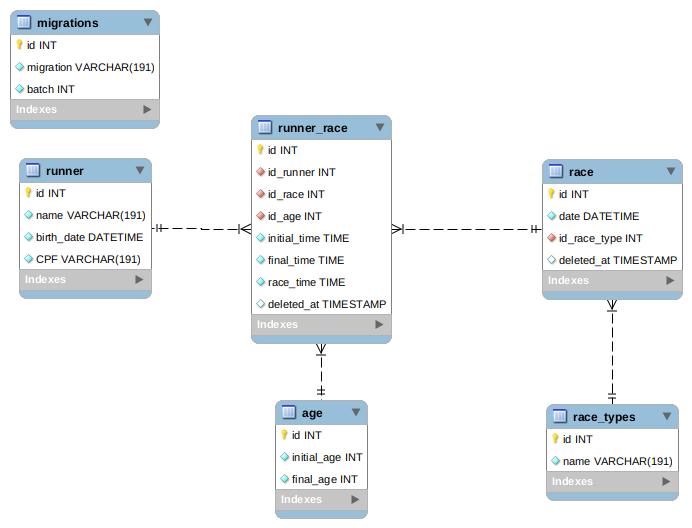 migrations
id INT
migration VARCHAR(191)
batch INT
Indexes
runner
id INT
name VARCHAR(191)
birth_date DATETIME
CPF VARCHAR(191)
Indexes
runner_race
id INT
id_runner INT
id_race INT
id_age INT
initial_time TIME
final_time TIME
race_time TIME
deleted_at TIMESTAMP
Indexes
race
id INT
date DATETIME
id_race_type INT
deleted_at TIMESTAMP
Indexes
age
id INT
initial_age INT
final_age INT
Indexes
race_types
id INT
name VARCHAR(191)
Indexes